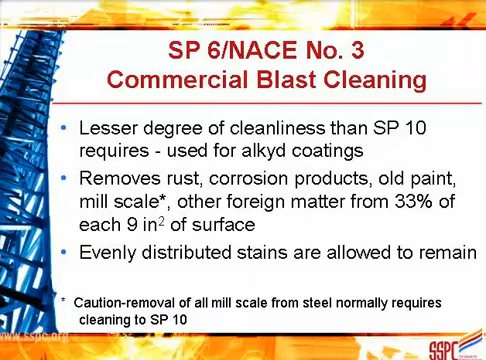 SP 6/NACE No. 3
Commercial Blast Cleaning
• Lesser degree of cleanliness than SP 10
requires - used for alkyd coatings
• Removes rust, corrosion products, old paint,
mill scale*, other foreign matter from 33% of
each 9 in² of surface
• Evenly distributed stains are allowed to remain
* Caution-removal of all mill scale from steel normally requires
cleaning to SP 10
www.sspc.org
SSPC